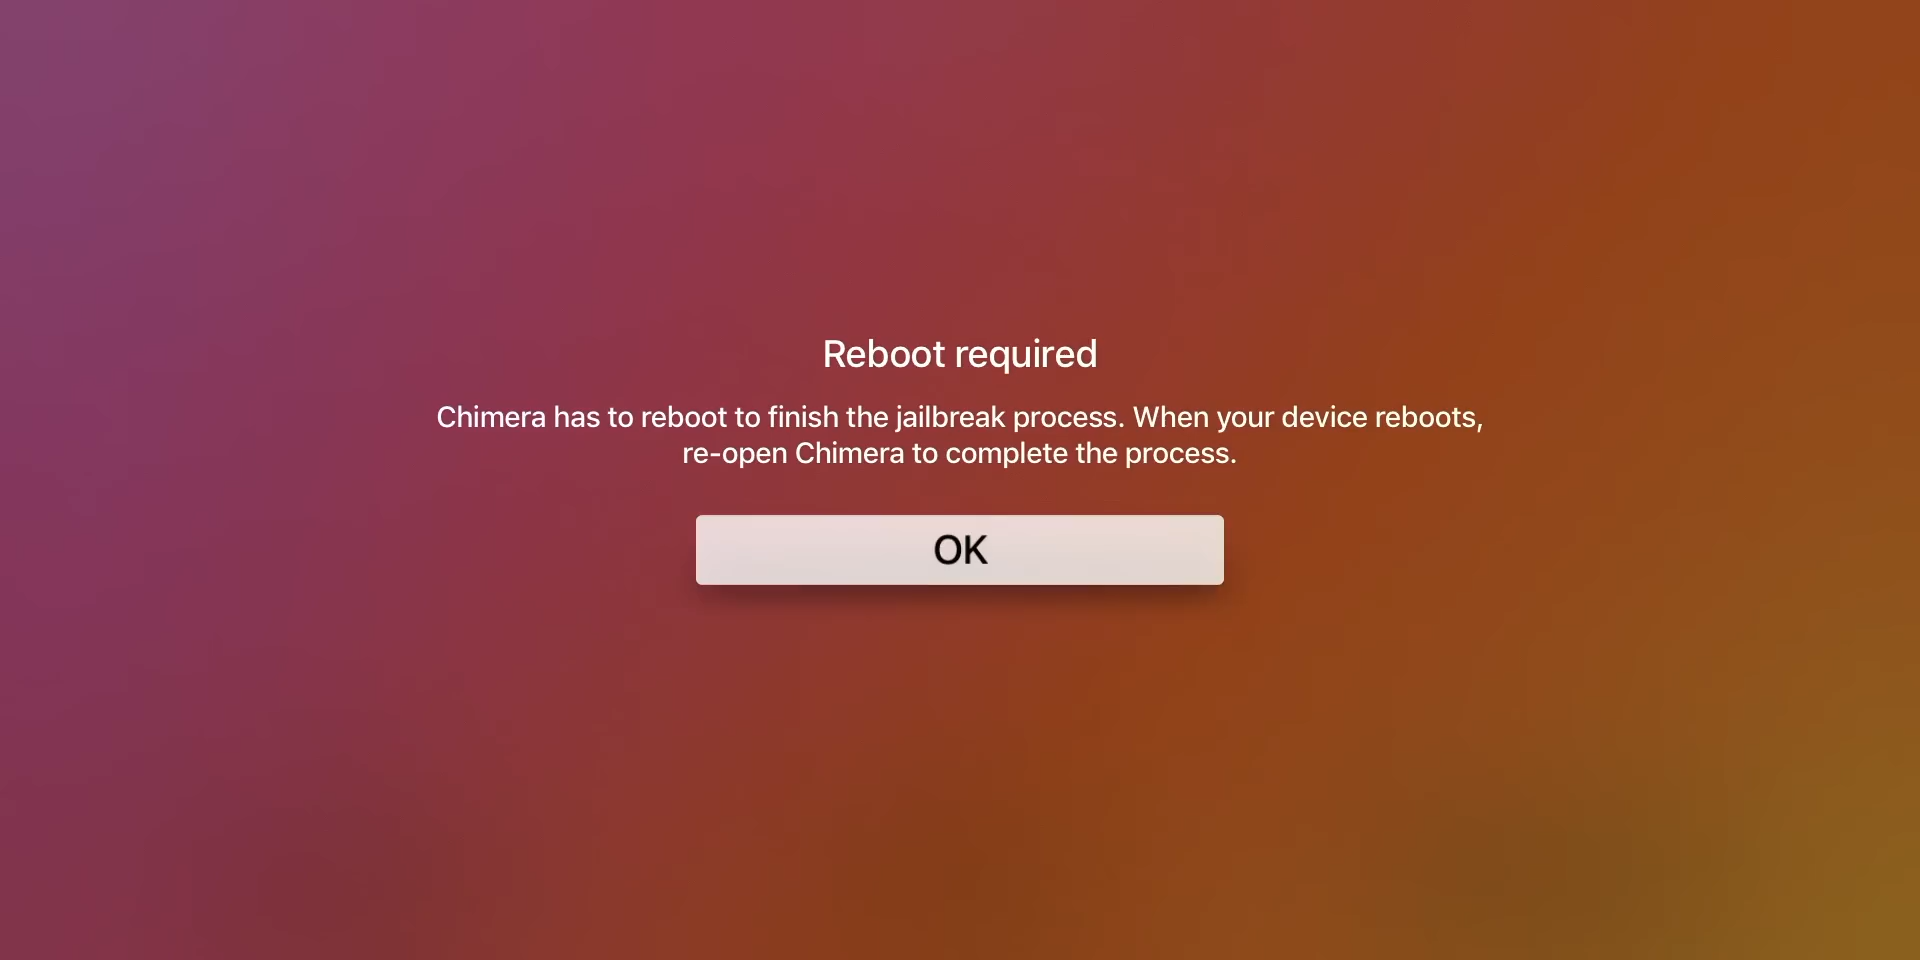 Reboot required
Chimera has to reboot to finish the jailbreak process. When your device reboots,
re-open Chimera to complete the process.
OK